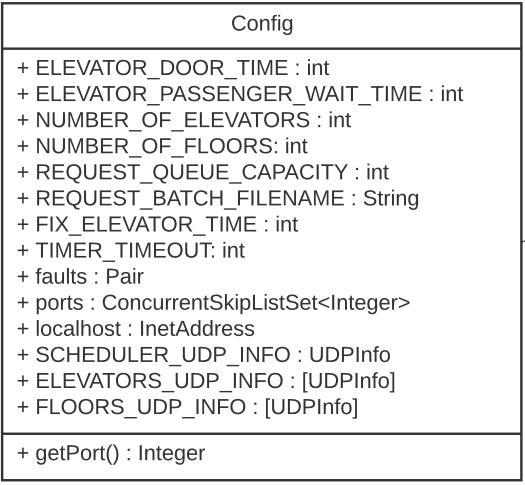 Config
+ ELEVATOR_DOOR_TIME : int
+ ELEVATOR_PASSENGER_WAIT_TIME : int
+ NUMBER_OF_ELEVATORS : int
+ NUMBER_OF_FLOORS: int
+ REQUEST_QUEUE_CAPACITY : int
+ REQUEST_BATCH_FILENAME : String
+ FIX_ELEVATOR_TIME : int
+ TIMER_TIMEOUT: int
+ faults : Pair
+ ports : ConcurrentSkipListSet<Integer>
+ localhost : InetAddress
+ SCHEDULER_UDP_INFO : UDPInfo
+ ELEVATORS_UDP_INFO : [UDPInfo]
+ FLOORS_UDP_INFO : [UDPInfo]
+ getPort() : Integer